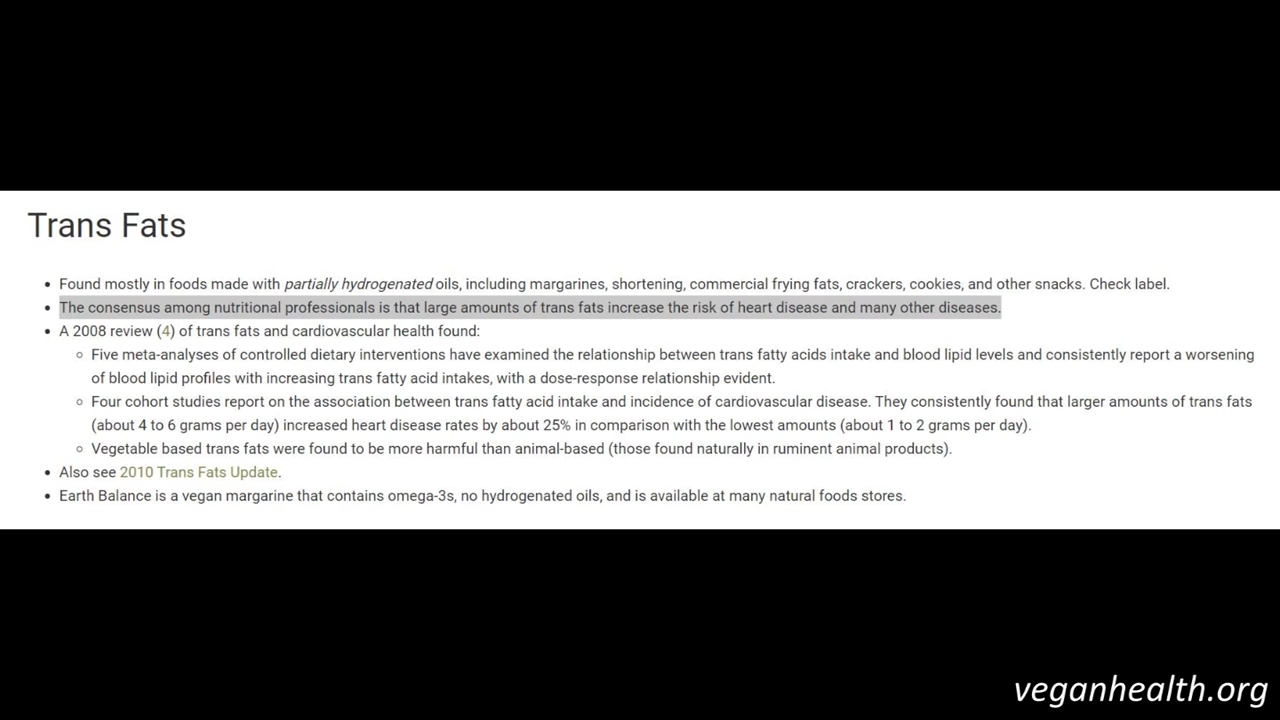 Trans Fats
• Found mostly in foods made with partially hydrogenated oils, including margarines, shortening, commercial frying fats, crackers, cookies, and other snacks. Check label.
• The consensus among nutritional professionals is that large amounts of trans fats increase the risk of heart disease and many other diseases.
• A 2008 review (4) of trans fats and cardiovascular health found:
◦ Five meta-analyses of controlled dietary interventions have examined the relationship between trans fatty acids intake and blood lipid levels and consistently report a worsening
of blood lipid profiles with increasing trans fatty acid intakes, with a dose-response relationship evident.
◦ Four cohort studies report on the association between trans fatty acid intake and incidence of cardiovascular disease. They consistently found that larger amounts of trans fats
(about 4 to 6 grams per day) increased heart disease rates by about 25% in comparison with the lowest amounts (about 1 to 2 grams per day).
◦ Vegetable based trans fats were found to be more harmful than animal-based (those found naturally in ruminent animal products).
• Also see 2010 Trans Fats Update.
• Earth Balance is a vegan margarine that contains omega-3s, no hydrogenated oils, and is available at many natural foods stores.
veganhealth.org